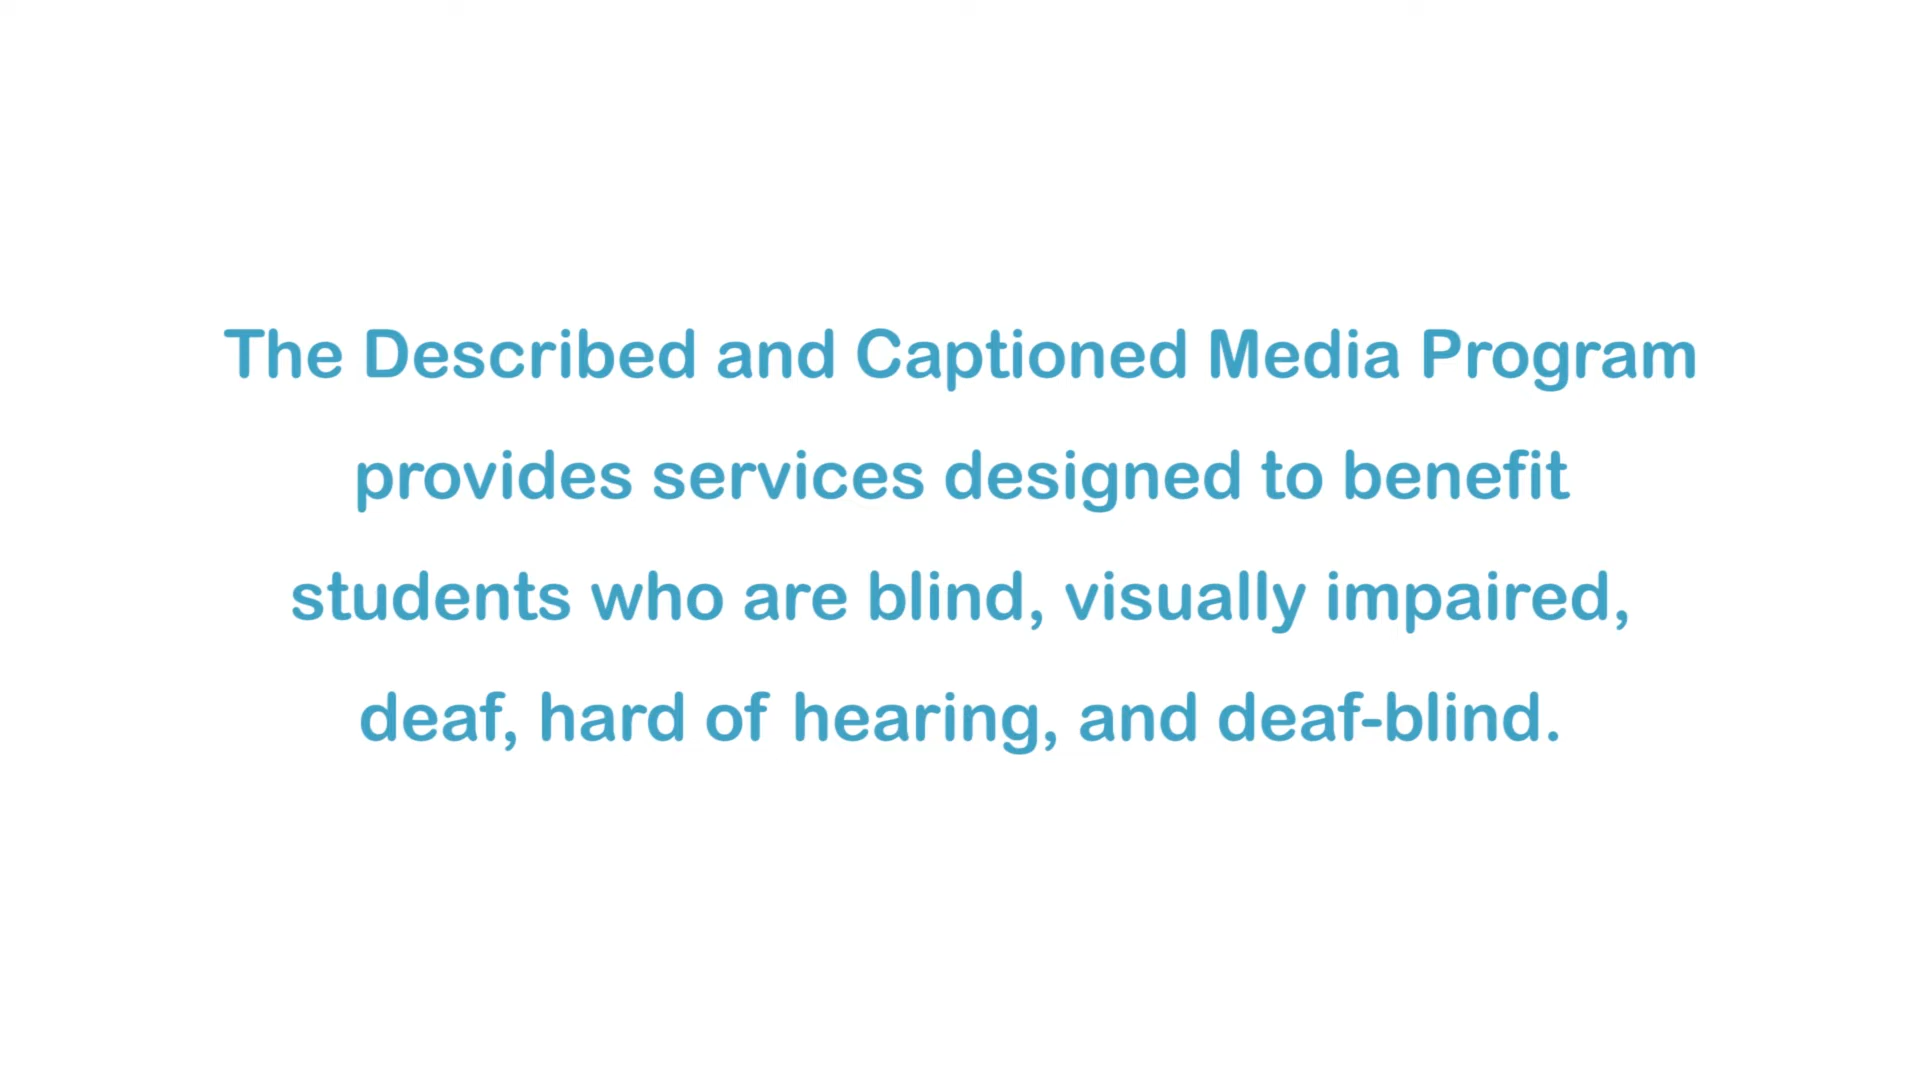 The Described and Captioned Media Program
provides services designed to benefit
students who are blind, visually impaired,
deaf, hard of hearing, and deaf-blind.